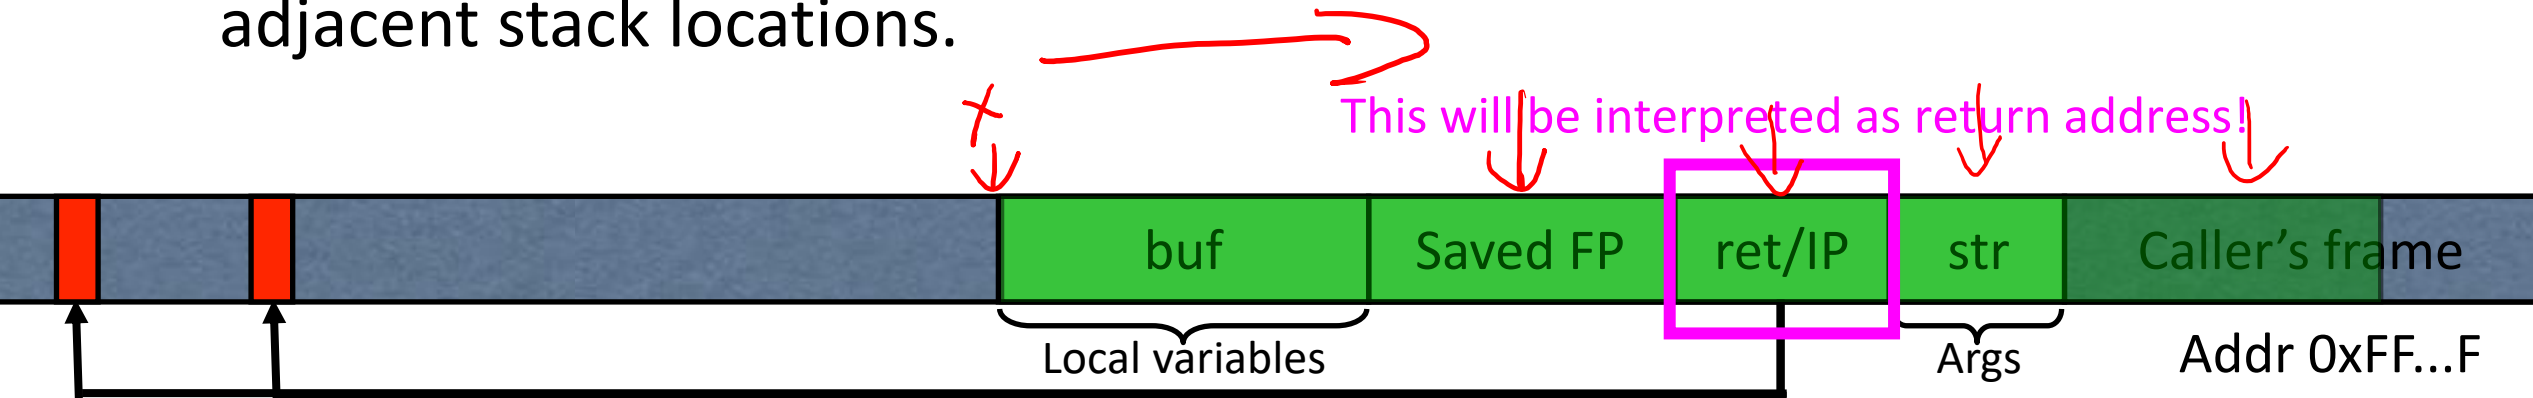 adjacent stack locations.
This will be interpreted as return address!
buf Saved FP ret/IP str Caller's frame
Local variables Args Addr 0xFF...F